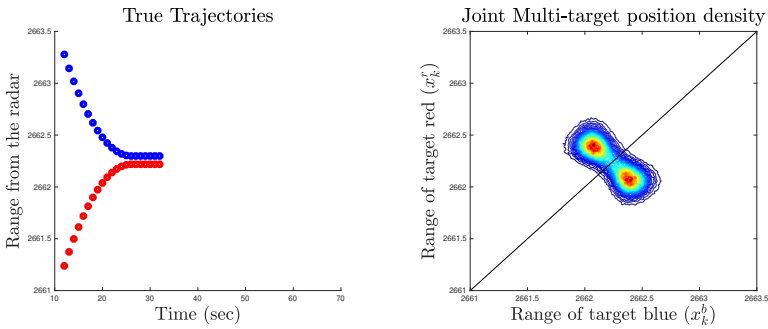 True Trajectories
2663.5
2663
2662.5
2662
2661.5
2661
10 20 30 40 50 60 70
Time (sec)
Range from the radar
Joint Multi-target position density
2663.5
2663
2662.5
2662
2661.5
2661
2661 2661.5 2662 2662.5 2663 2663.5
Range of target blue (x_k^b)
Range of target red (x_k^r)